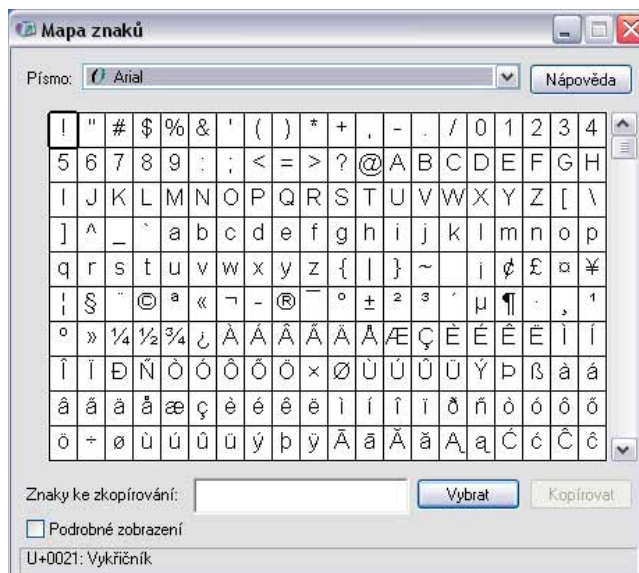 Mapa znaků
Písmo: O Arial Nápověda
! " # $ % & ' ( ) * + , - . / 0 1 2 3 4
5 6 7 8 9 : ; < = > ? @ A B C D E F G H
I J K L M N O P Q R S T U V W X Y Z [ \
] ^ _ ` a b c d e f g h i j k l m n o p
q r s t u v w x y z { | } ~ ¡ ¢ £ ¤ ¥
¦ § ¨ © ª « ¬ - ® ¯ ° ± ² ³ ´ µ ¶ · ¸ ¹
º » ¼ ½ ¾ ¿ À Á Â Ã Ä Å Æ Ç È É Ê Ë Ì Í
Î Ï Ð Ñ Ò Ó Ô Õ Ö × Ø Ù Ú Û Ü Ý Þ ß à á
â ã ä å æ ç è é ê ë ì í î ï ð ñ ò ó ô õ
ö ÷ ø ù ú û ü ý þ ÿ Ā ā Ă ă Ą ą Ć ć Ĉ ĉ
Znaky ke zkopírování: Vybrat Kopírovat
Podrobné zobrazení
U+0021: Vykřičník